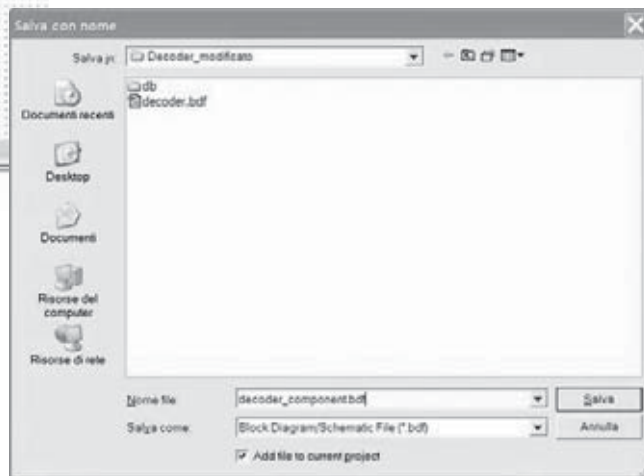 Salva con nome
Salva in: Decoder_modificato
db
decoder.bdf
Documenti recenti
Desktop
Documenti
Risorse del
computer
Risorse di rete
Nome file: decoder_component.bdf Salva
Salva come: Block Diagram/Schematic File (*.bdf) Annulla
Add file to current project